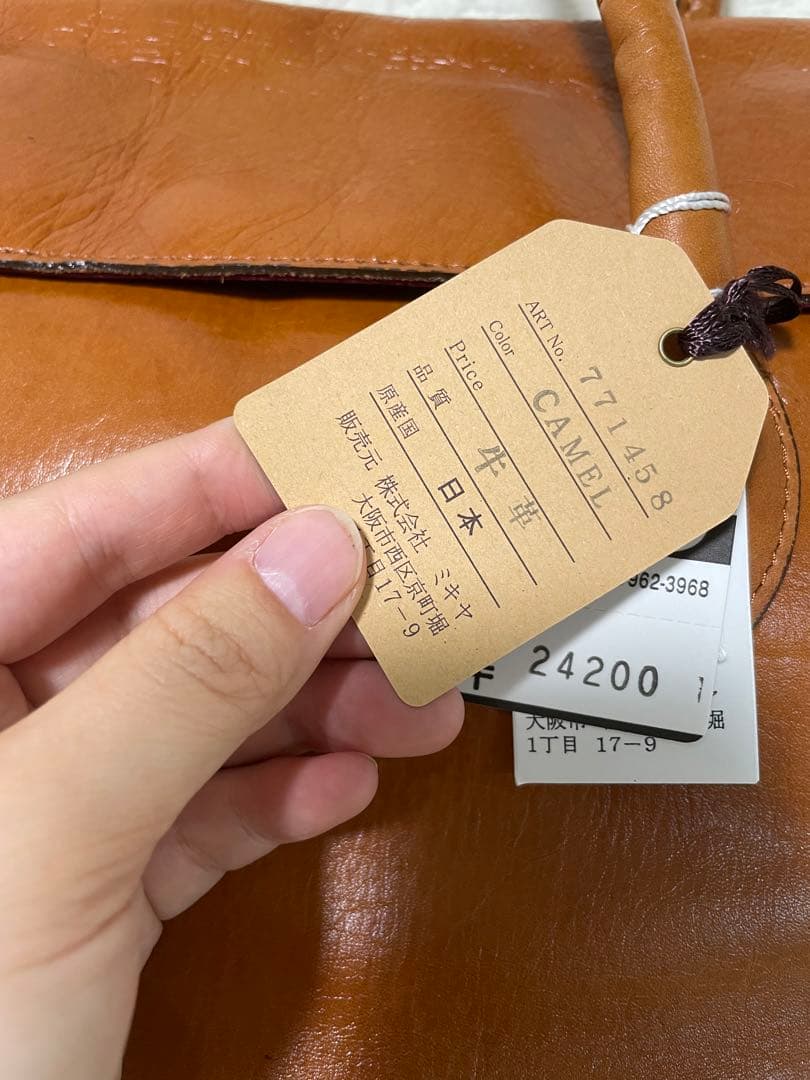 ART No. 771458
Color CAMEL
Price
品質 牛革
原産国 日本
販売元 株式会社 ミキヤ
大阪市西区京町堀
丁目17-9
962-3968
¥ 24200
大阪市 堀
1丁目 17-9